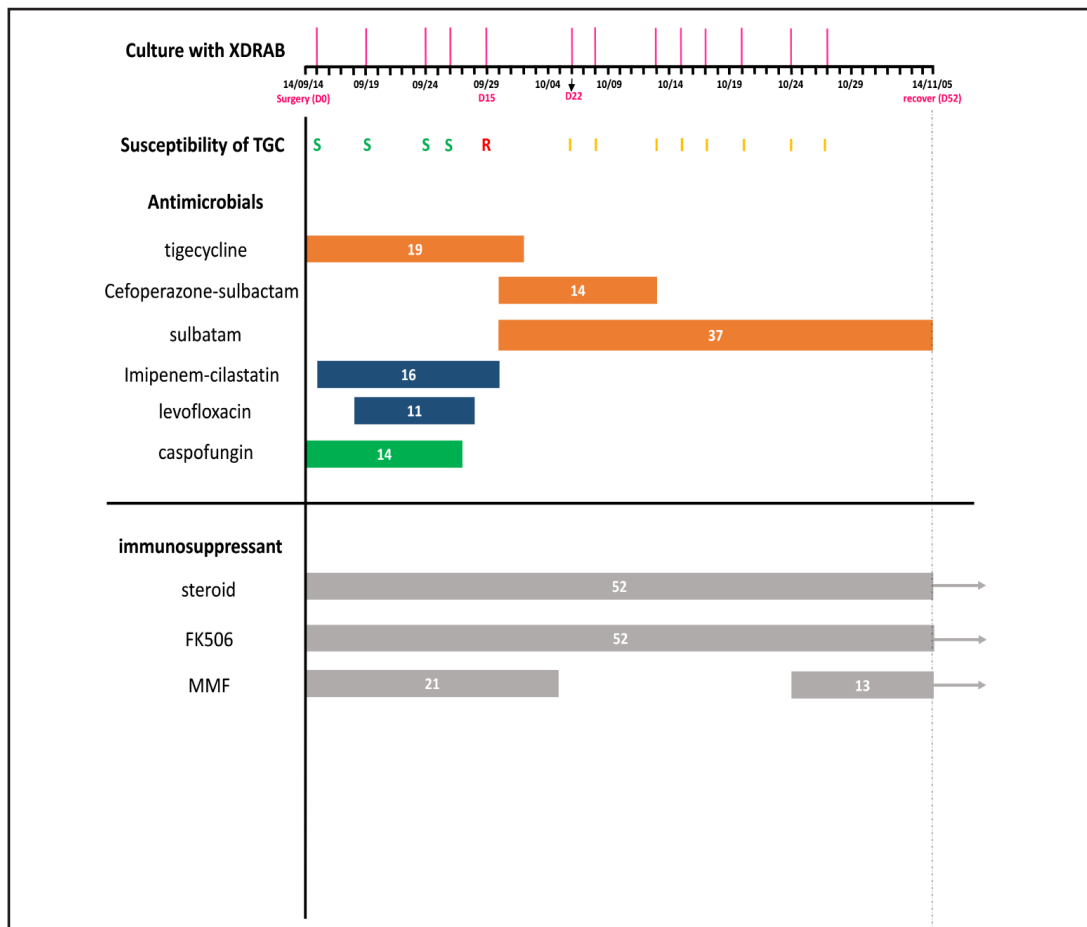 Culture with XDRAB
14/09/14 09/19 09/24 09/29 10/04 10/09 10/14 10/19 10/24 10/29 14/11/05
Surgery (D0) D15 D22 recover (D52)
Susceptibility of TGC S S S S R I I I I I I I I
Antimicrobials
tigecycline 19
Cefoperazone-sulbactam 14
sulbatam 37
Imipenem-cilastatin 16
levofloxacin 11
caspofungin 14
immunosuppressant
steroid 52
FK506 52
MMF 21 13